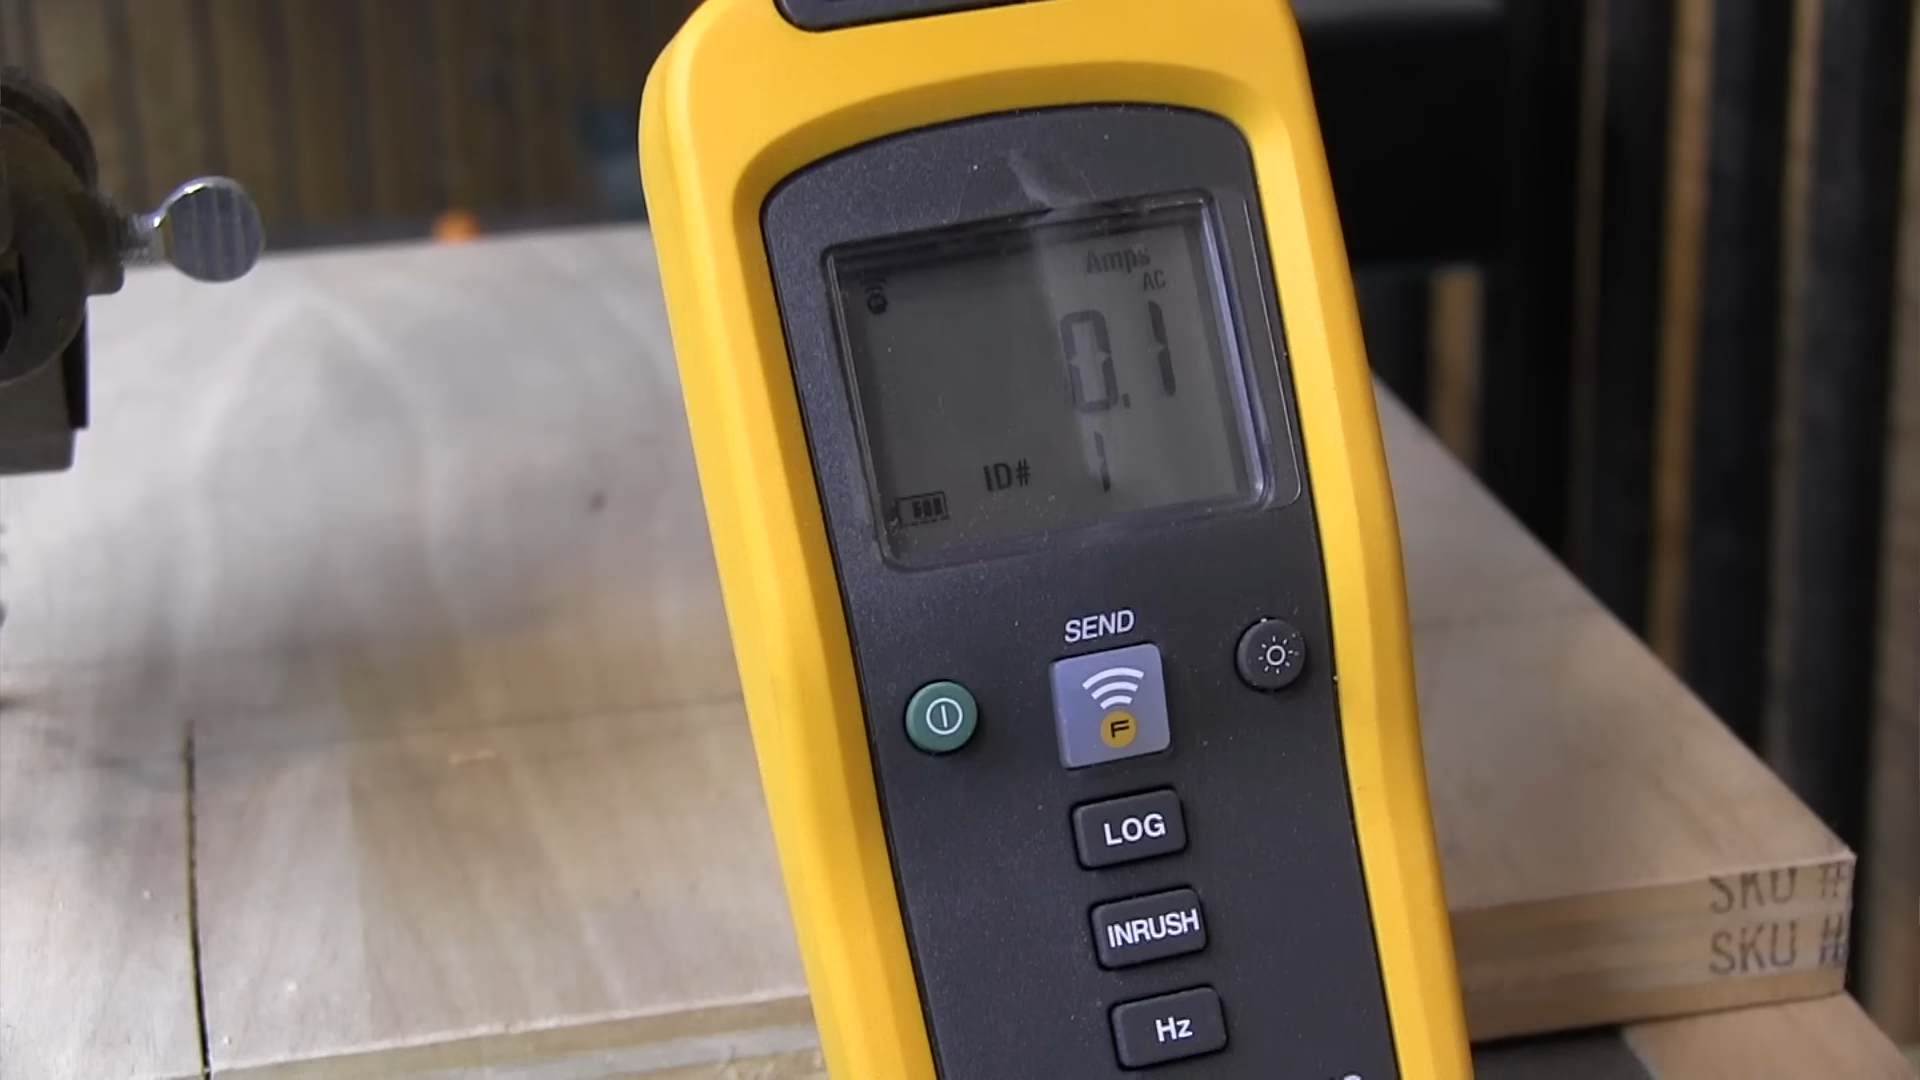 Amps
AC
0.1
ID# 1
SEND
F
LOG
INRUSH
Hz
SKU #
SKU #